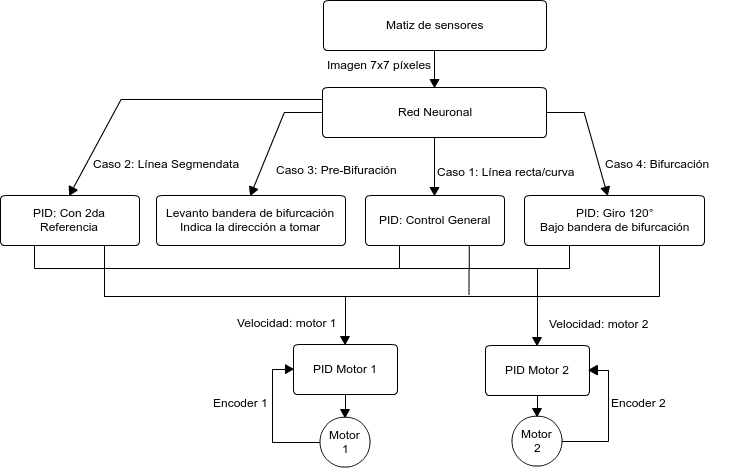 Matiz de sensores
Imagen 7x7 píxeles
Red Neuronal
Caso 2: Línea Segmendata
Caso 3: Pre-Bifuración
Caso 1: Línea recta/curva
Caso 4: Bifurcación
PID: Con 2da
Referencia
Levanto bandera de bifurcación
Indica la dirección a tomar
PID: Control General
PID: Giro 120°
Bajo bandera de bifurcación
Velocidad: motor 1
Velocidad: motor 2
PID Motor 1
PID Motor 2
Encoder 1
Encoder 2
Motor
1
Motor
2